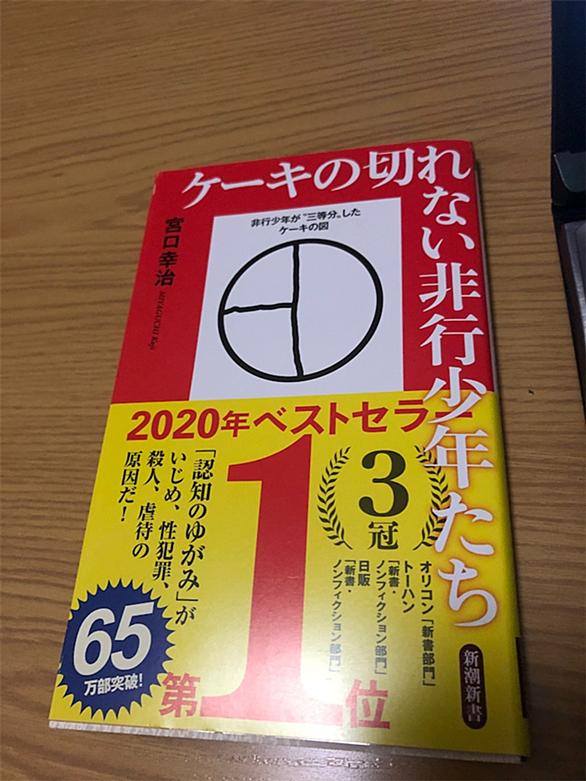 ケーキの切れない非行少年たち
非行少年が"三等分"した
ケーキの図
宮口幸治
MIYAGUCHI Koji
2020年ベストセラー
第1位
3冠
オリコン「新書部門」
トーハン
「新書・
ノンフィクション部門」
日販
「新書
ノンフィクション部門」
「認知のゆがみ」が
いじめ、性犯罪、
殺人、虐待の
原因だ！
65
万部突破！
新潮新書